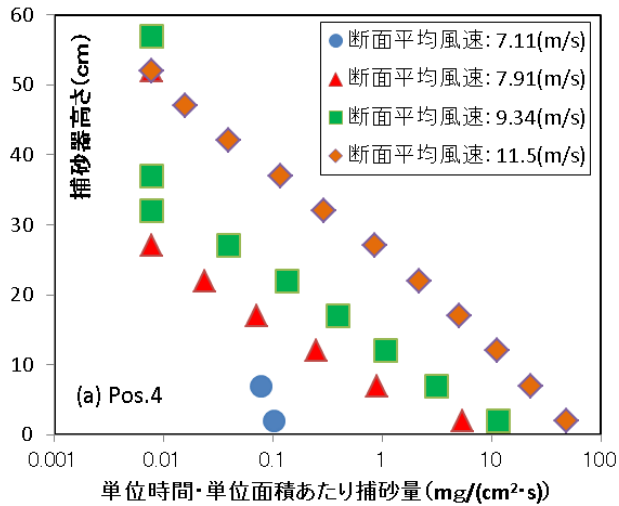 60
50
40
30
20
10
0
捕砂器高さ(cm)
断面平均風速: 7.11(m/s)
断面平均風速: 7.91(m/s)
断面平均風速: 9.34(m/s)
断面平均風速: 11.5(m/s)
(a) Pos.4
0.001 0.01 0.1 1 10 100
単位時間・単位面積あたり捕砂量(mg/(cm²·s)